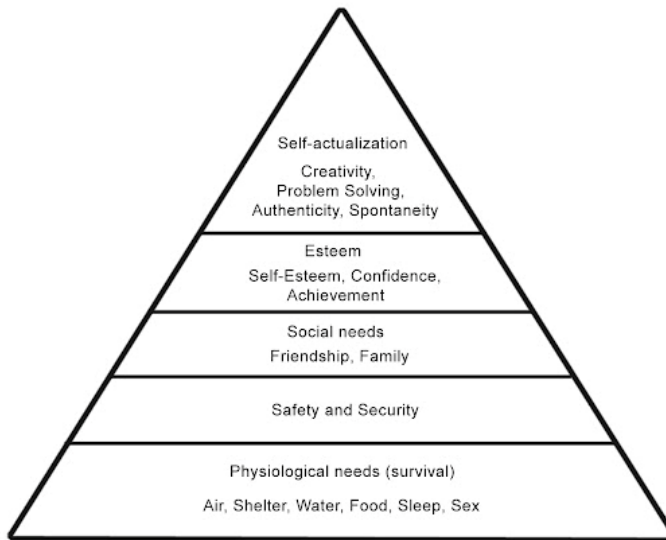 Self-actualization
Creativity,
Problem Solving,
Authenticity, Spontaneity
Esteem
Self-Esteem, Confidence,
Achievement
Social needs
Friendship, Family
Safety and Security
Physiological needs (survival)
Air, Shelter, Water, Food, Sleep, Sex